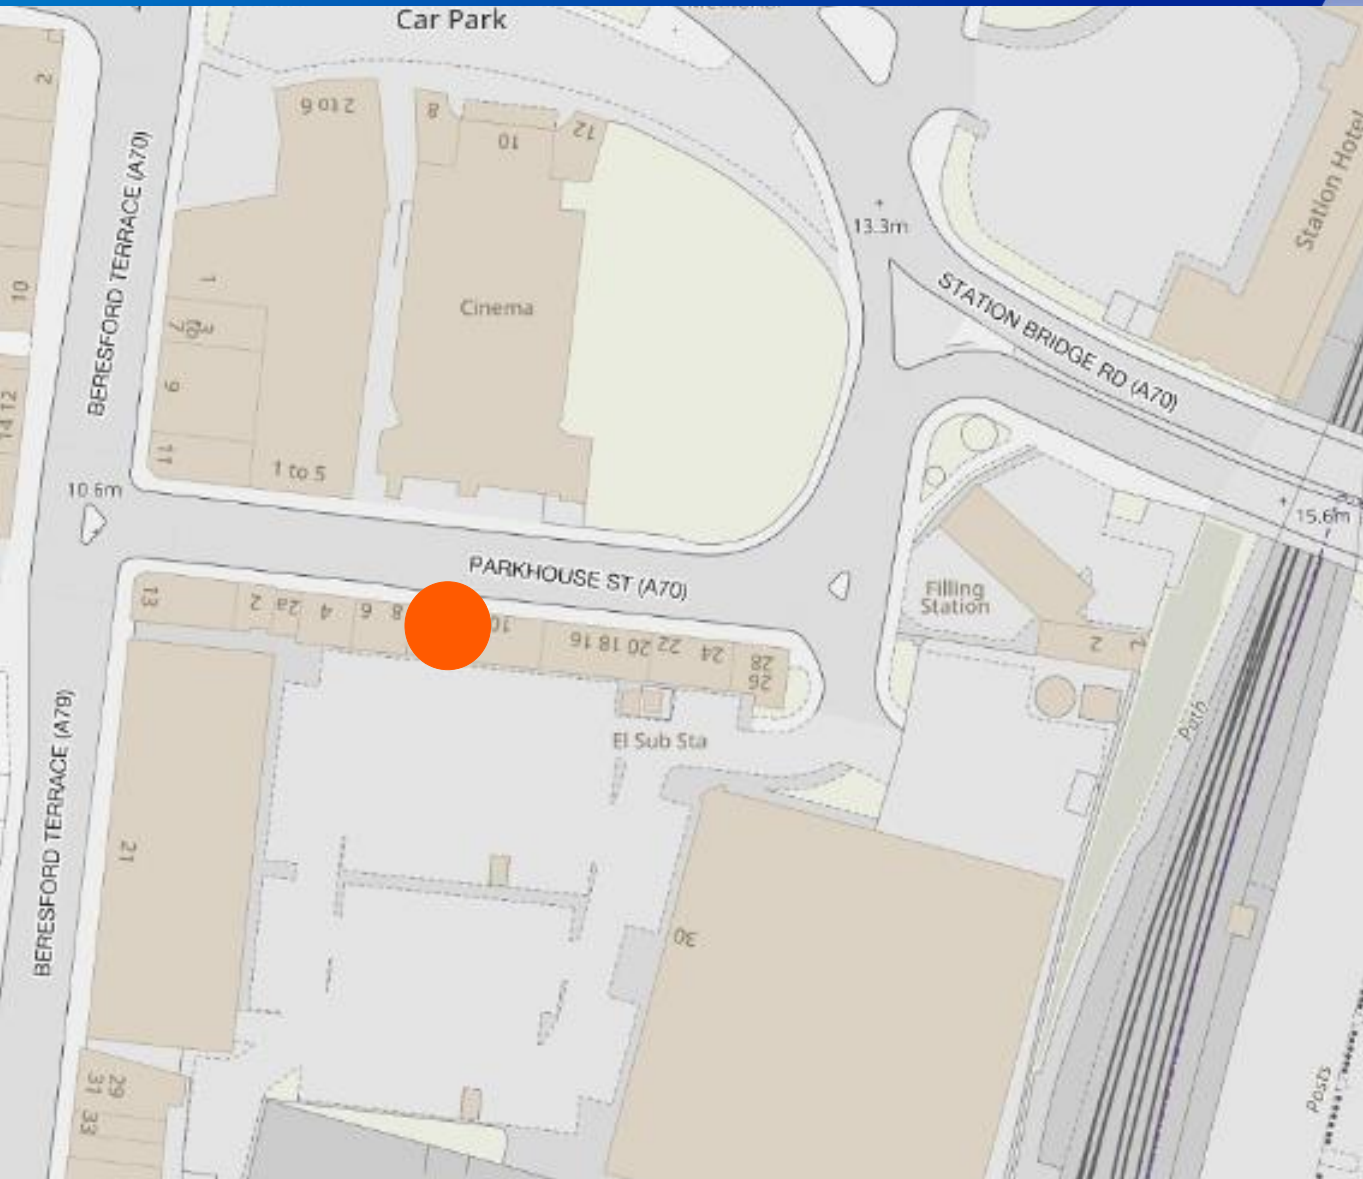 Car Park
2
2 to 6
8
10
12
BERESFORD TERRACE (A70)
13.3m
Station Hotel
STATION BRIDGE RD (A70)
1
10
Cinema
3 to 7
9
14 12
11
1 to 5
10.6m
15.6m
PARKHOUSE ST (A70)
Filling
Station
13
2
2a
4
6
8
10
16 18 20
22
24
28
26
2
El Sub Sta
Path
BERESFORD TERRACE (A79)
21
30
29
31
33
Posts